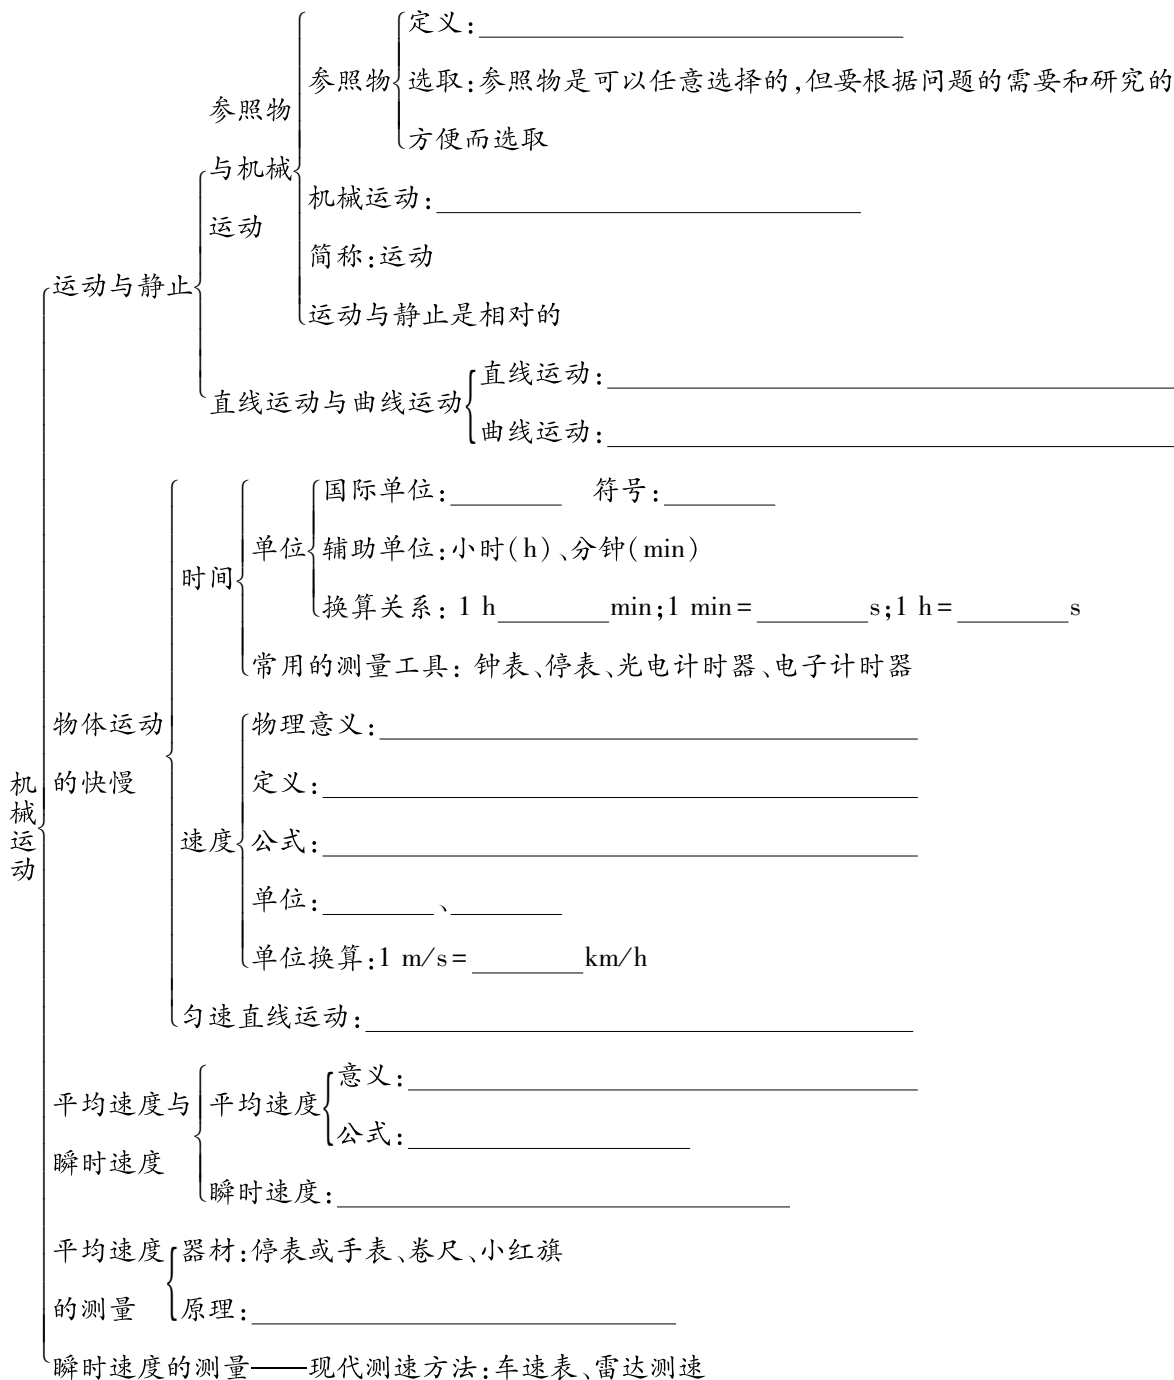 定义:
参照物 选取:参照物是可以任意选择的,但要根据问题的需要和研究的
参照物
方便而选取
与机械
机械运动:
运动
简称:运动
运动与静止
运动与静止是相对的
直线运动:
直线运动与曲线运动
曲线运动:
国际单位: 符号:
单位 辅助单位:小时(h)、分钟(min)
时间
换算关系: 1 h min;1 min= s;1 h= s
常用的测量工具: 钟表、停表、光电计时器、电子计时器
物体运动 物理意义:
机械运动
的快慢 定义:
速度 公式:
单位: 、
单位换算:1 m/s= km/h
匀速直线运动:
意义:
平均速度与 平均速度
公式:
瞬时速度
瞬时速度:
平均速度 器材:停表或手表、卷尺、小红旗
的测量 原理:
瞬时速度的测量——现代测速方法:车速表、雷达测速